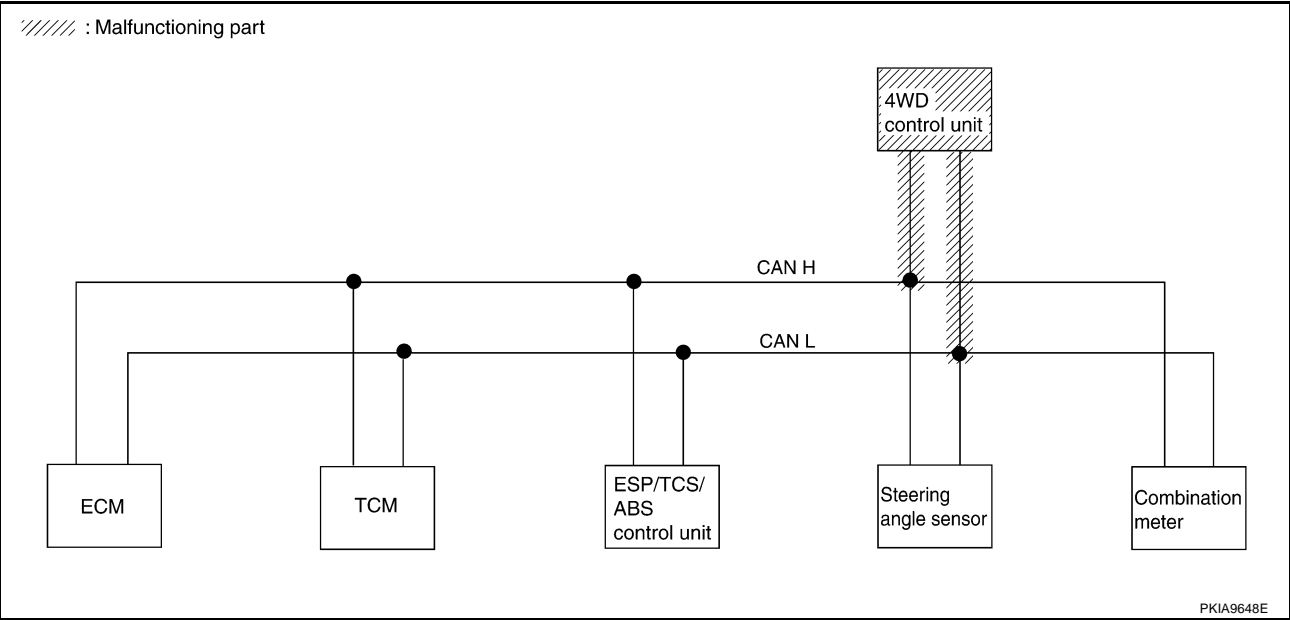 : Malfunctioning part
4WD
control unit
CAN H
CAN L
ECM
TCM
ESP/TCS/
ABS
control unit
Steering
angle sensor
Combination
meter
PKIA9648E